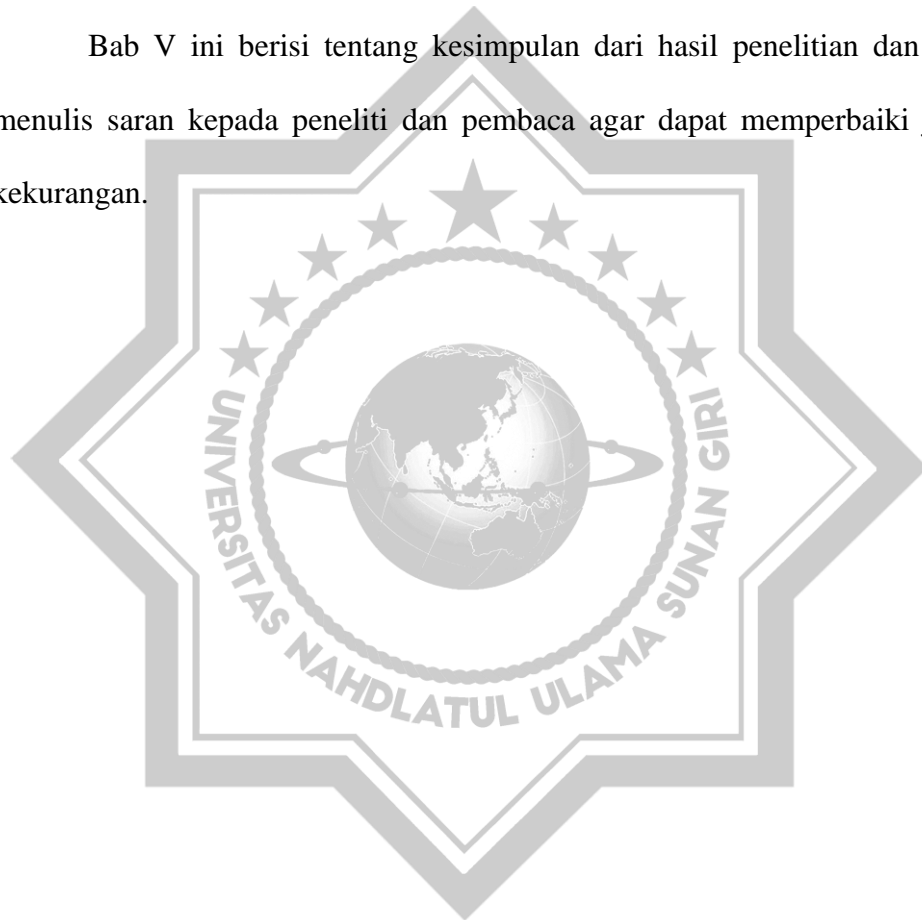 Bab V ini berisi tentang kesimpulan dari hasil penelitian dan
menulis saran kepada peneliti dan pembaca agar dapat memperbaiki
kekurangan.
UNIVERSITAS NAHDLATUL ULAMA SUNAN GIRI